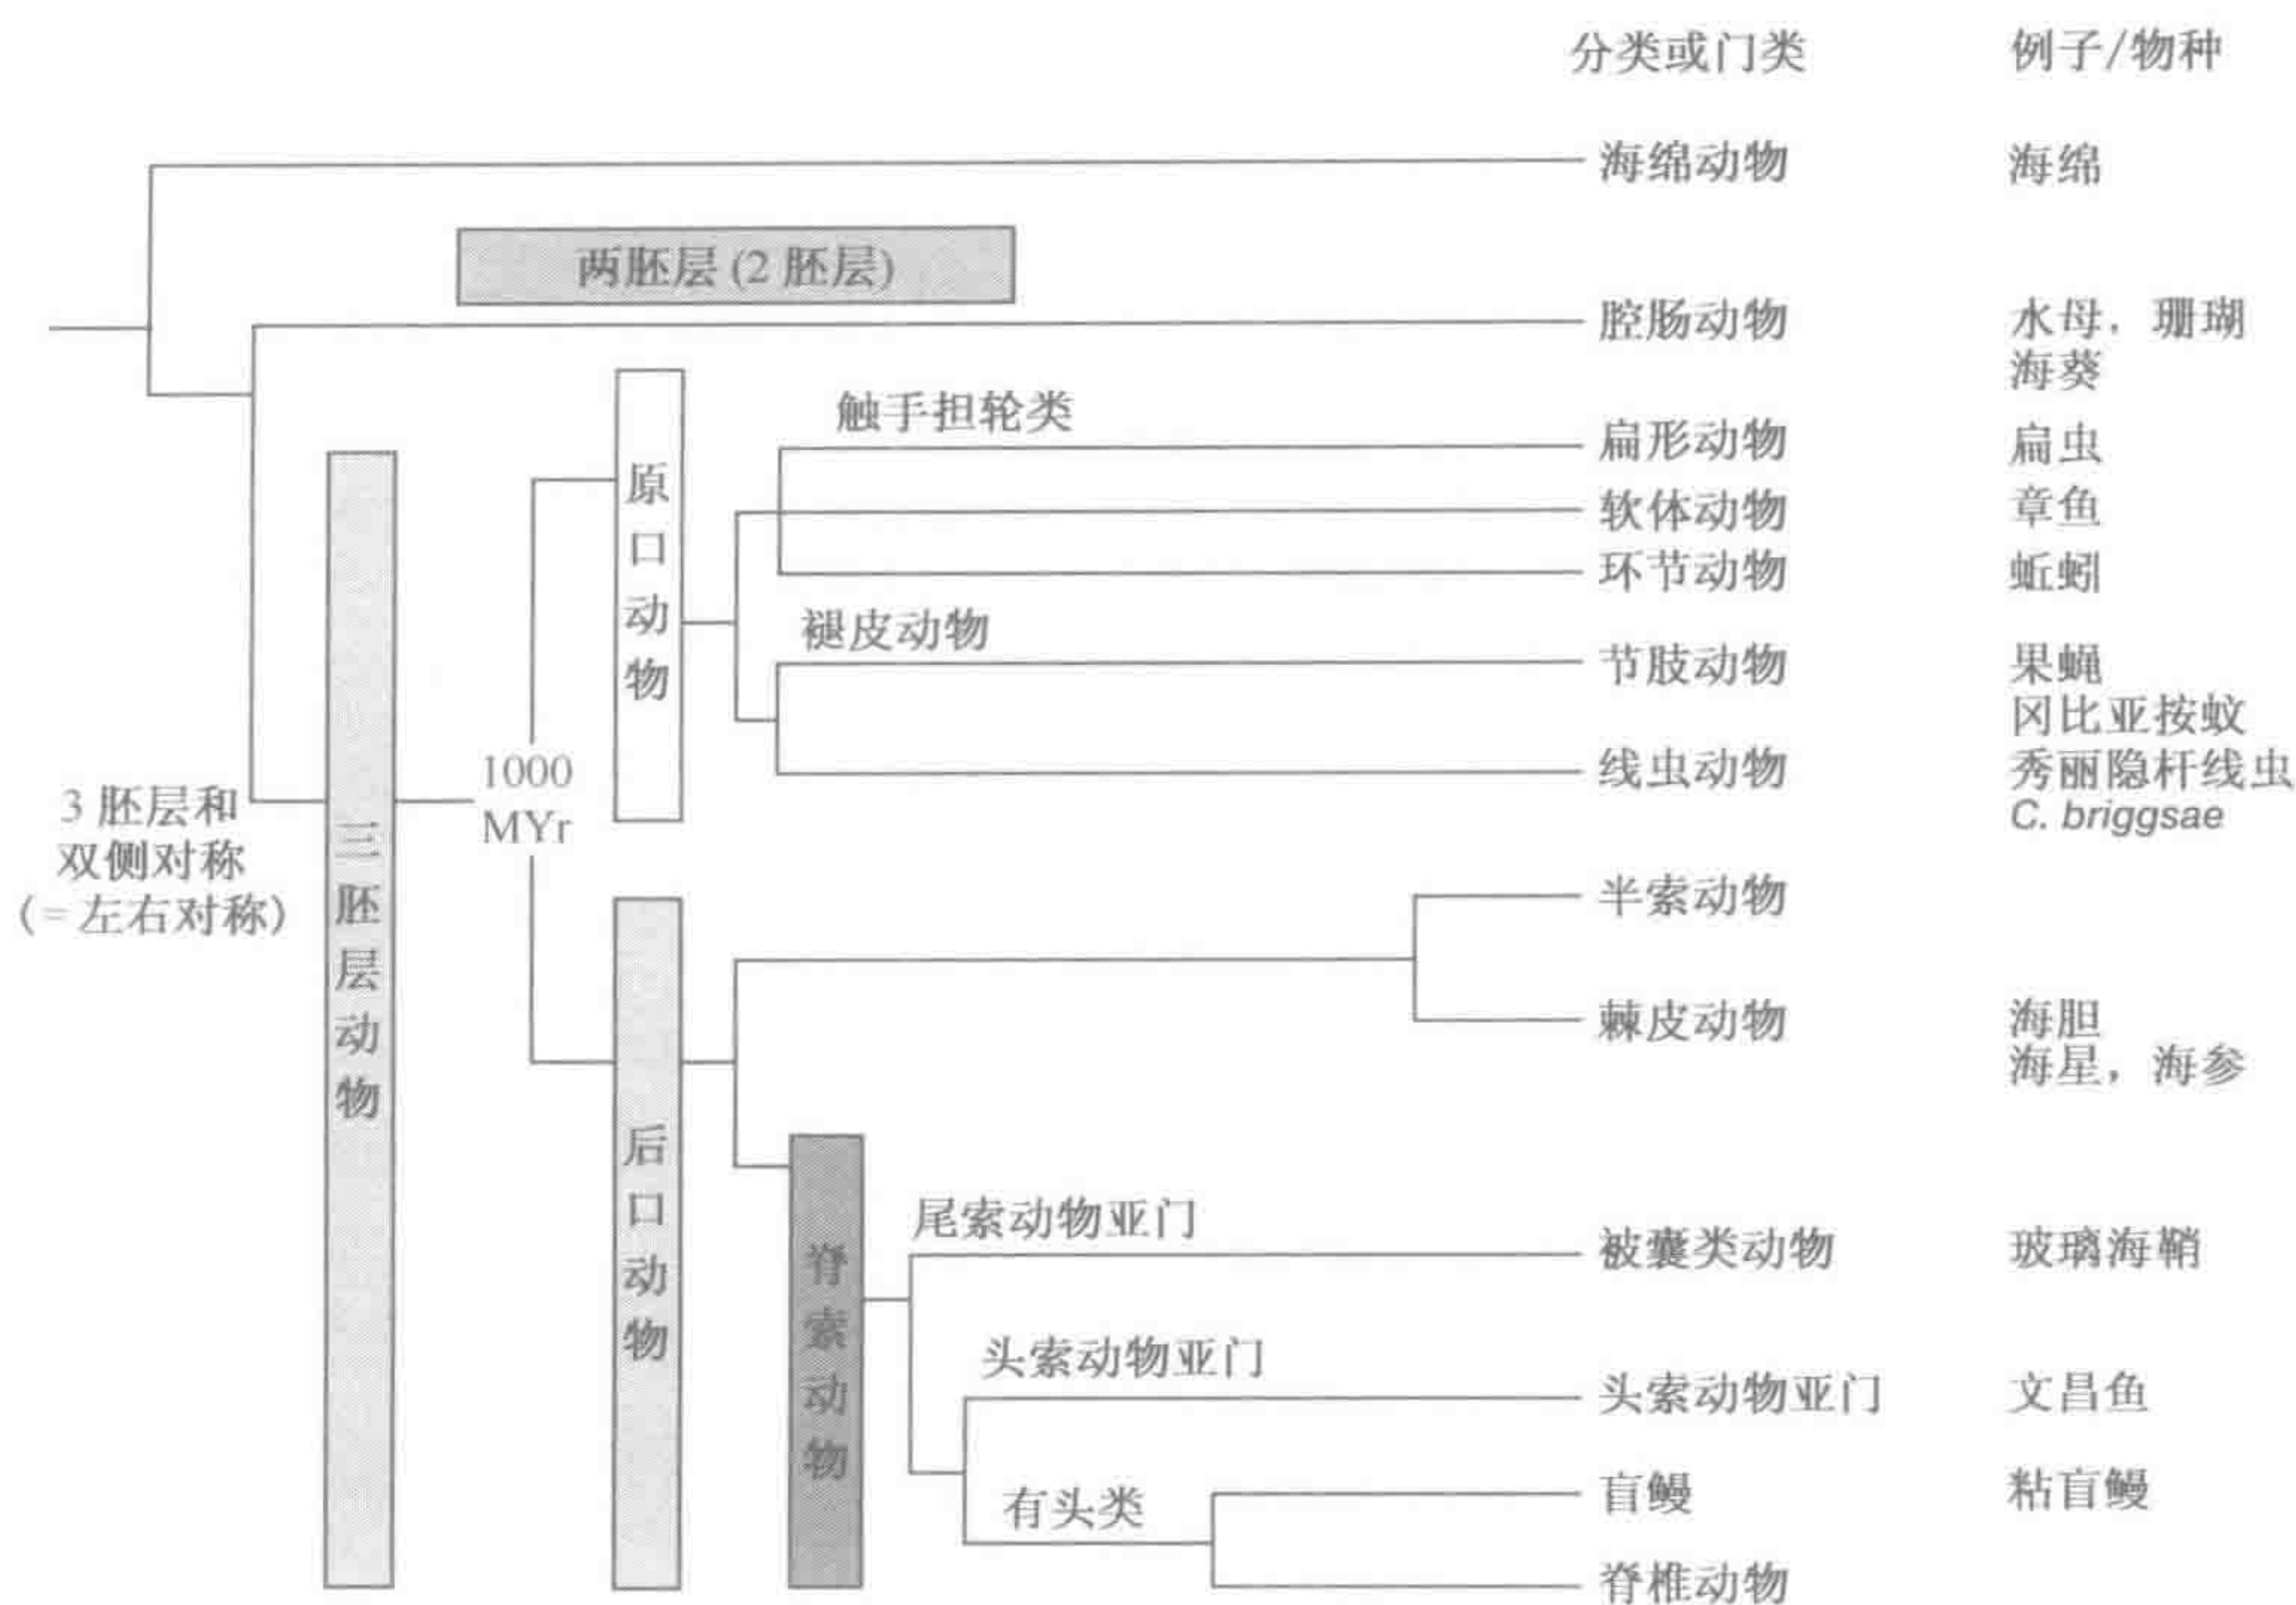 分类或门类 例子/物种
海绵动物 海绵
两胚层 (2 胚层)
腔肠动物 水母，珊瑚
海葵
触手担轮类
扁形动物 扁虫
原口动物
软体动物 章鱼
环节动物 蚯蚓
褪皮动物
节肢动物 果蝇
冈比亚按蚊
线虫动物 秀丽隐杆线虫
C. briggsae
1000
MYr
3 胚层和
双侧对称
(=左右对称)
三胚层动物
半索动物
棘皮动物 海胆
海星，海参
后口动物
脊索动物
尾索动物亚门
被囊类动物 玻璃海鞘
头索动物亚门
头索动物亚门 文昌鱼
有头类
盲鳗 粘盲鳗
脊椎动物